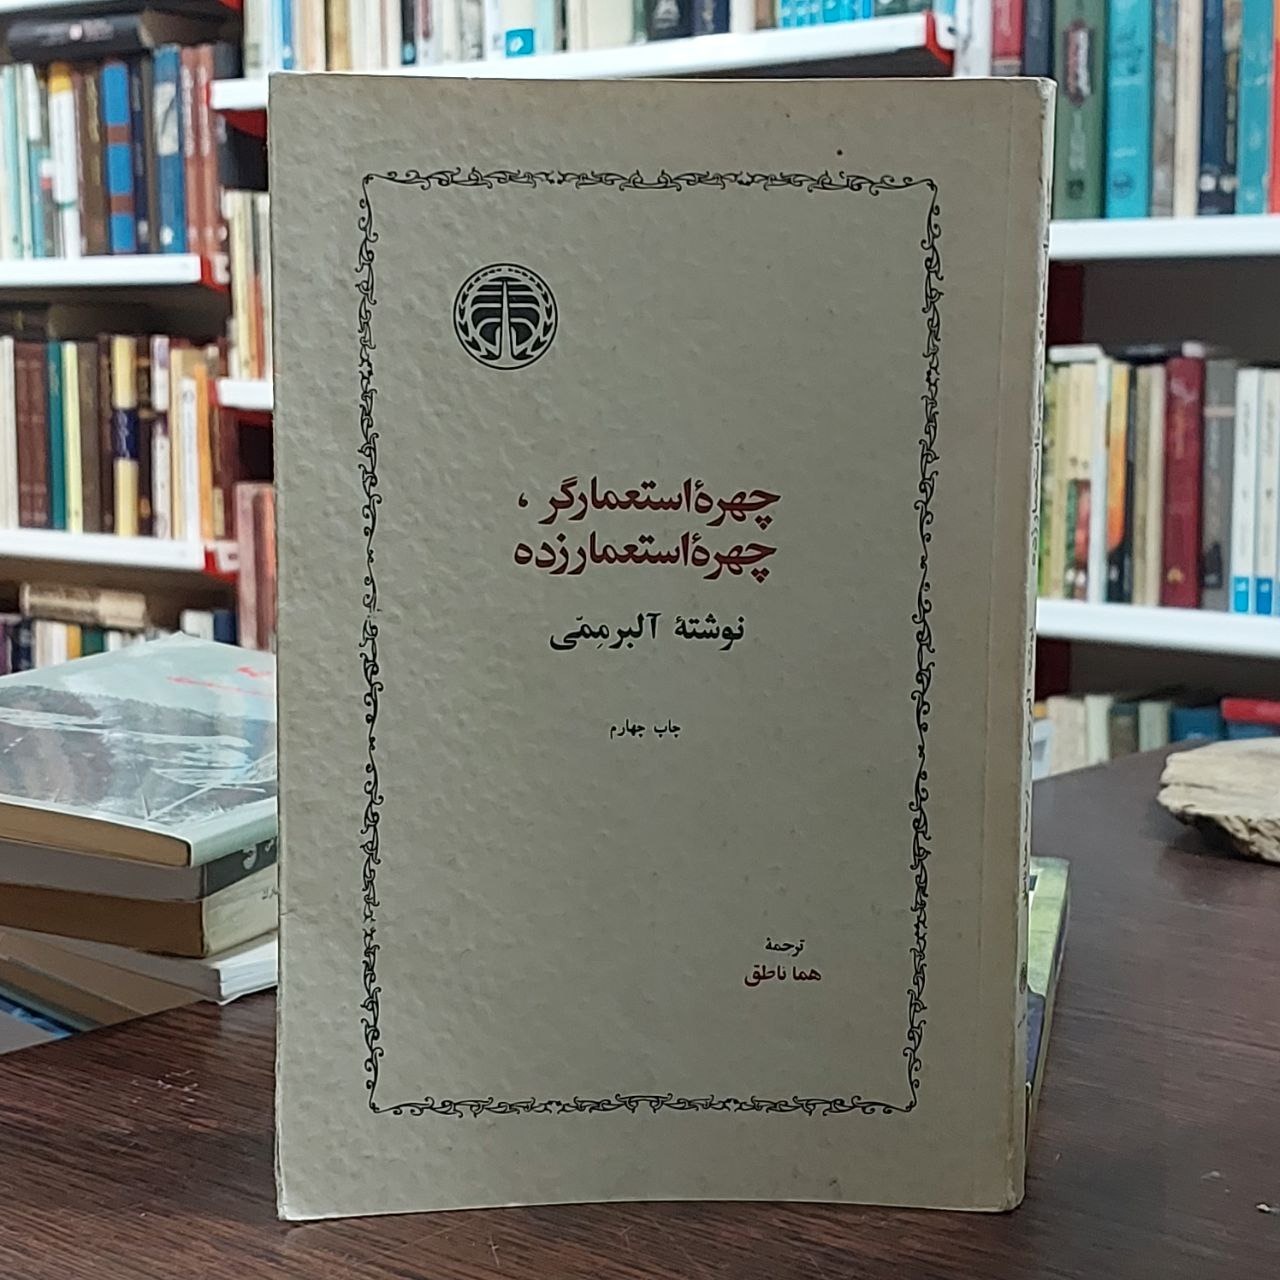 چهرهٔ استعمارگر ،
چهرهٔ استعمارزده
نوشتهٔ آلبر مِمّی
چاپ چهارم
ترجمهٔ
هما ناطق